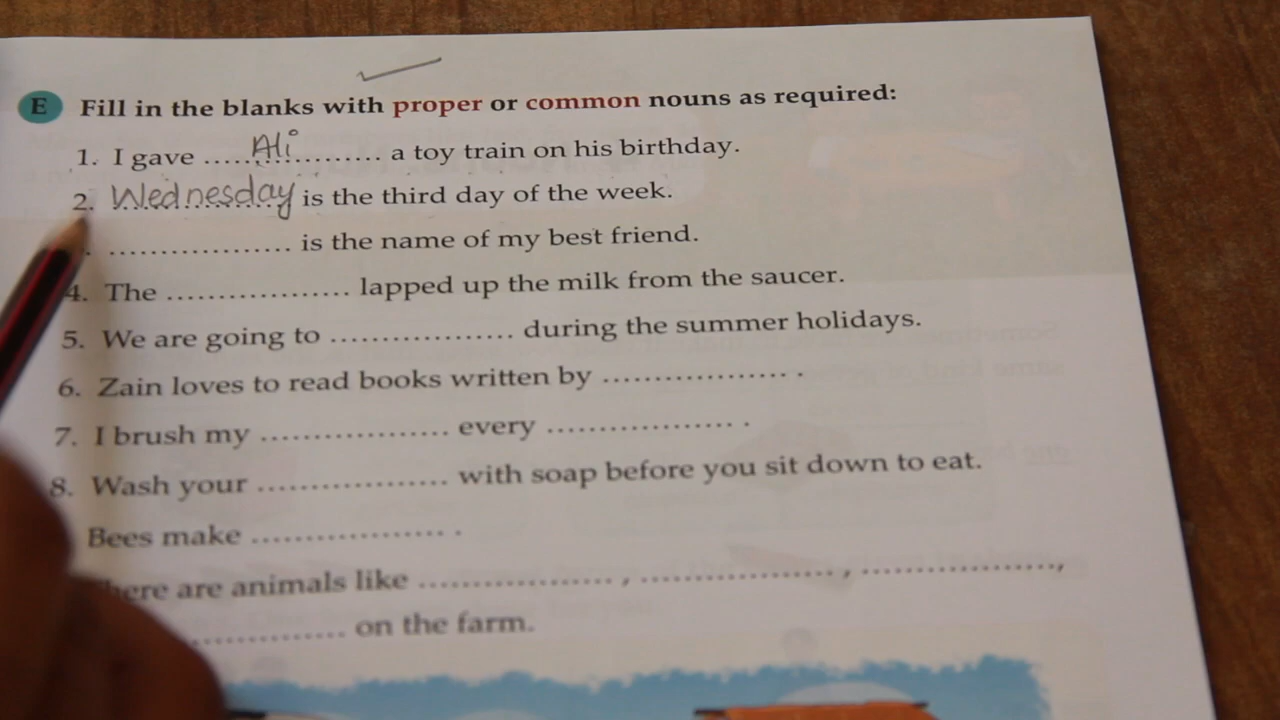 E Fill in the blanks with proper or common nouns as required:
1. I gave .....Ali............ a toy train on his birthday.
2. Wednesday is the third day of the week.
.................. is the name of my best friend.
4. The .................. lapped up the milk from the saucer.
5. We are going to .................. during the summer holidays.
6. Zain loves to read books written by .................. .
7. I brush my .................. every .................. .
8. Wash your .................. with soap before you sit down to eat.
Bees make .................. .
here are animals like .................. , .................. , ..................,
.............. on the farm.